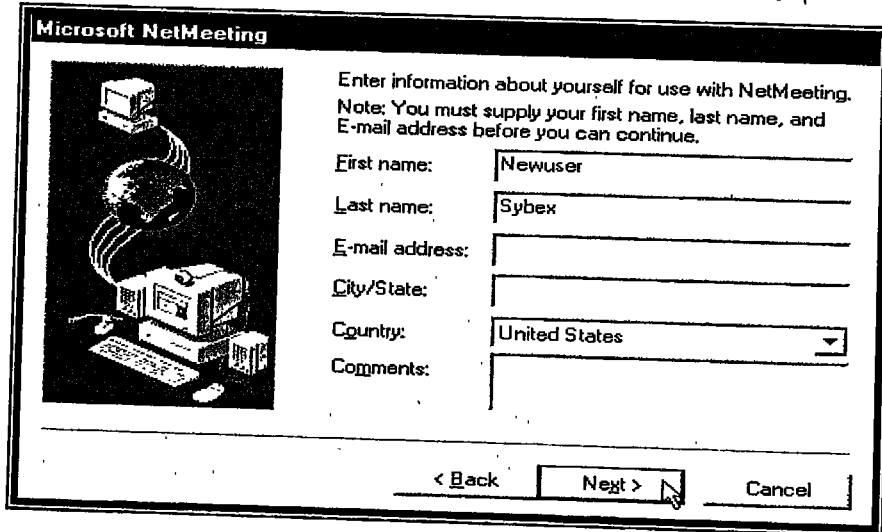 Microsoft NetMeeting
Enter information about yourself for use with NetMeeting.
Note: You must supply your first name, last name, and
E-mail address before you can continue.
First name: Newuser
Last name: Sybex
E-mail address:
City/State:
Country: United States
Comments:
< Back Next > Cancel